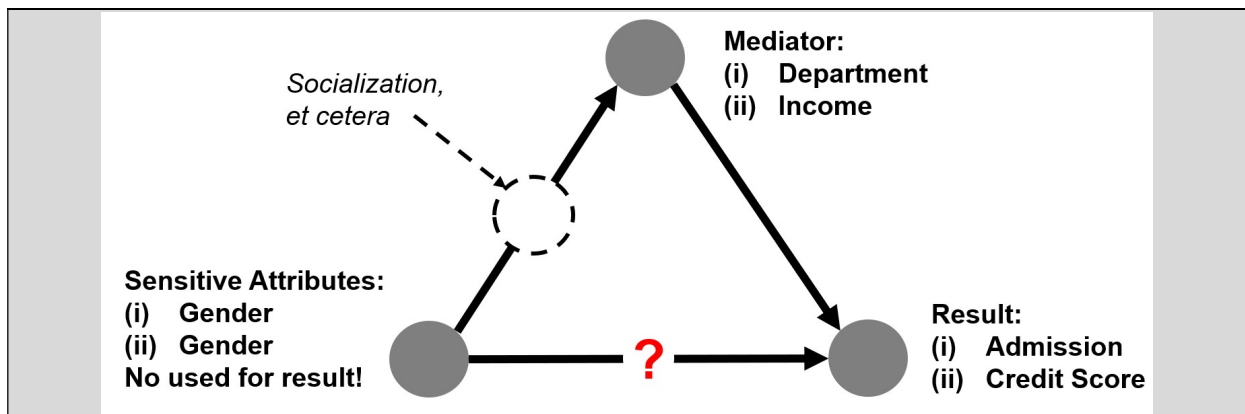 Socialization,
et cetera
Mediator:
(i) Department
(ii) Income
Sensitive Attributes:
(i) Gender
(ii) Gender
No used for result!
?
Result:
(i) Admission
(ii) Credit Score